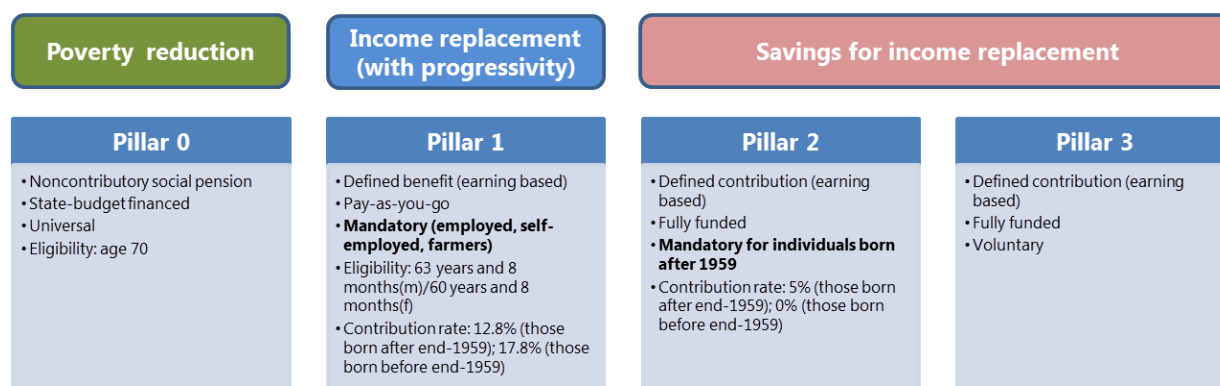 Poverty reduction
Income replacement
(with progressivity)
Savings for income replacement
Pillar 0
• Noncontributory social pension
• State-budget financed
• Universal
• Eligibility: age 70
Pillar 1
• Defined benefit (earning based)
• Pay-as-you-go
• Mandatory (employed, self-
employed, farmers)
• Eligibility: 63 years and 8
months(m)/60 years and 8
months(f)
• Contribution rate: 12.8% (those
born after end-1959); 17.8% (those
born before end-1959)
Pillar 2
• Defined contribution (earning
based)
• Fully funded
• Mandatory for individuals born
after 1959
• Contribution rate: 5% (those born
after end-1959); 0% (those born
before end-1959)
Pillar 3
• Defined contribution (earning
based)
• Fully funded
• Voluntary